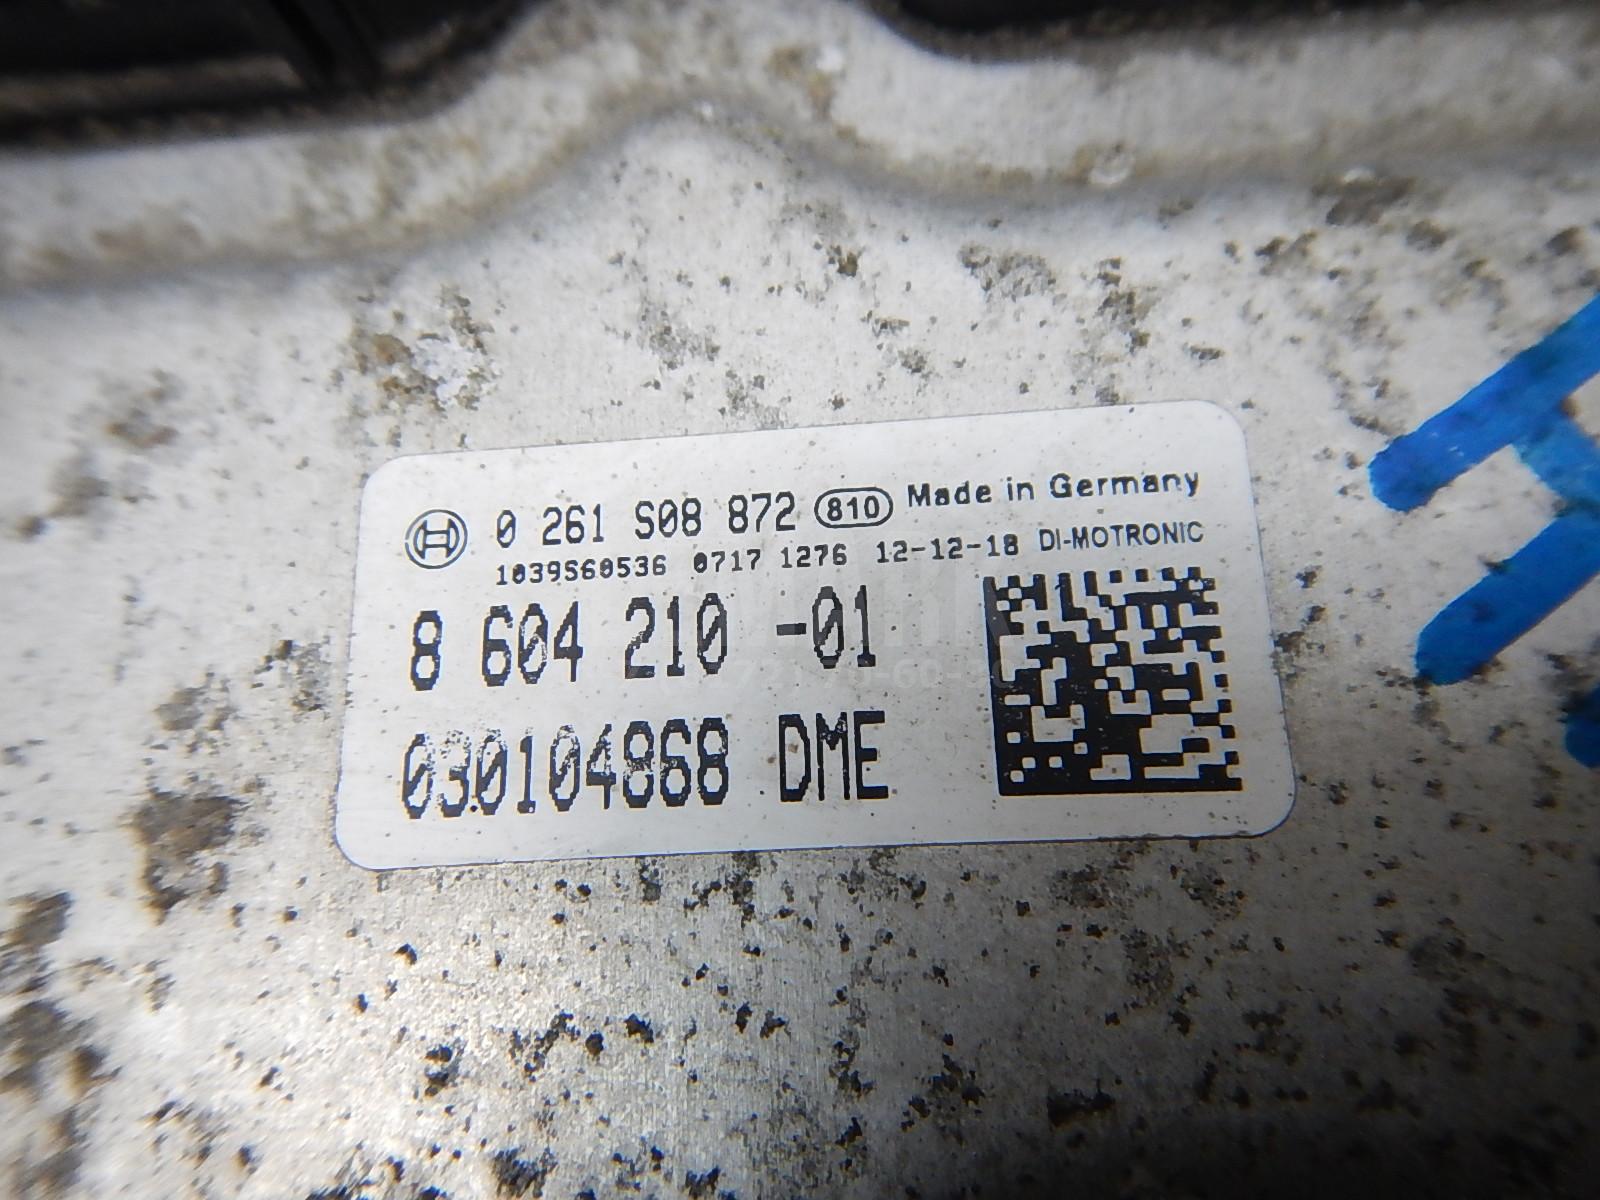 0 261 S08 872 810 Made in Germany
1039S60536 0717 1276 12-12-18 DI-MOTRONIC
8 604 210 -01
030104868 DME